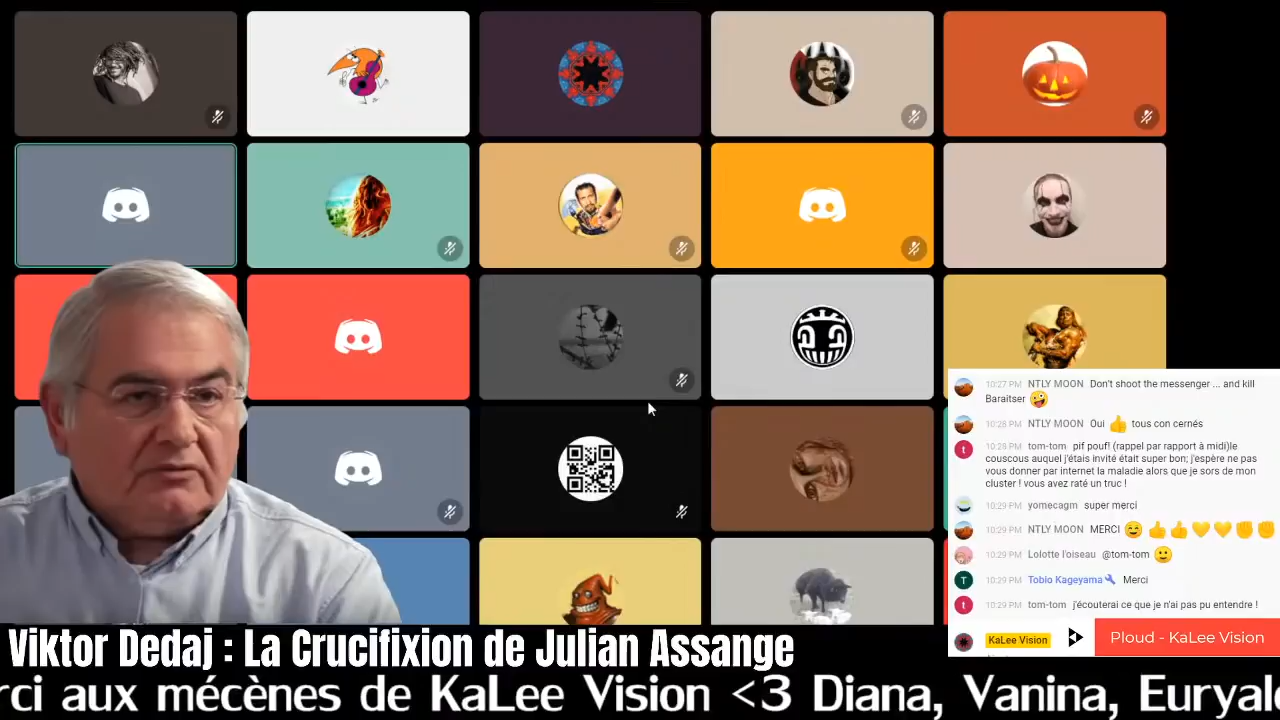 10:27 PM NTLY MOON Don't shoot the messenger ... and kill
Baraitser
10:28 PM NTLY MOON Oui 👍 tous con cernés
10:28 PM tom-tom pif pouf! (rappel par rapport à midi)le
couscous auquel j'étais invité était super bon; j'espère ne pas
vous donner par internet la maladie alors que je sors de mon
cluster ! vous avez raté un truc !
10:29 PM yomecagm super merci
10:29 PM NTLY MOON MERCI
10:29 PM Lolotte l'oiseau @tom-tom
10:29 PM Tobio Kageyama Merci
10:29 PM tom-tom j'écouterai ce que je n'ai pas pu entendre !
KaLee Vision
Ploud - KaLee Vision
Viktor Dedaj : La Crucifixion de Julian Assange
rci aux mécènes de KaLee Vision <3 Diana, Vanina, Euryale